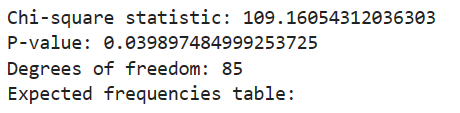 Chi-square statistic: 109.16054312036303
P-value: 0.039897484999253725
Degrees of freedom: 85
Expected frequencies table: